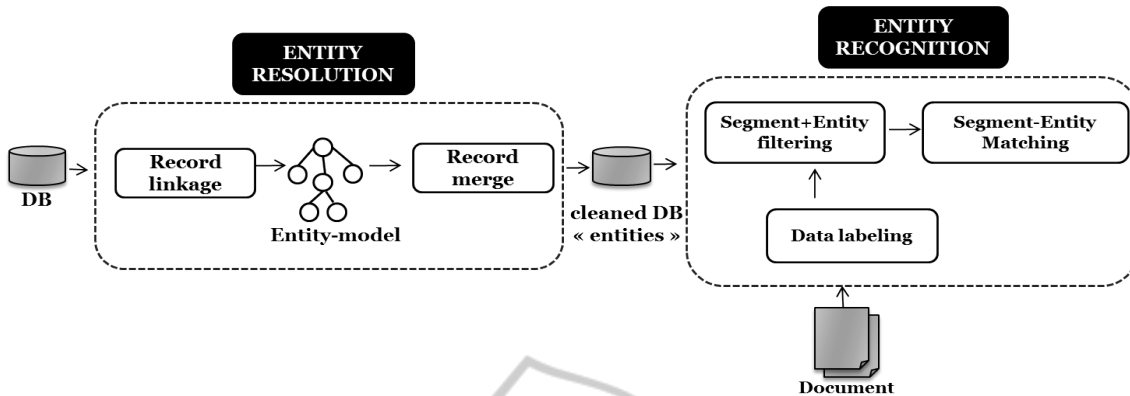 ENTITY
RESOLUTION
ENTITY
RECOGNITION
DB
Record
linkage
Entity-model
Record
merge
cleaned DB
« entities »
Segment+Entity
filtering
Segment-Entity
Matching
Data labeling
Document